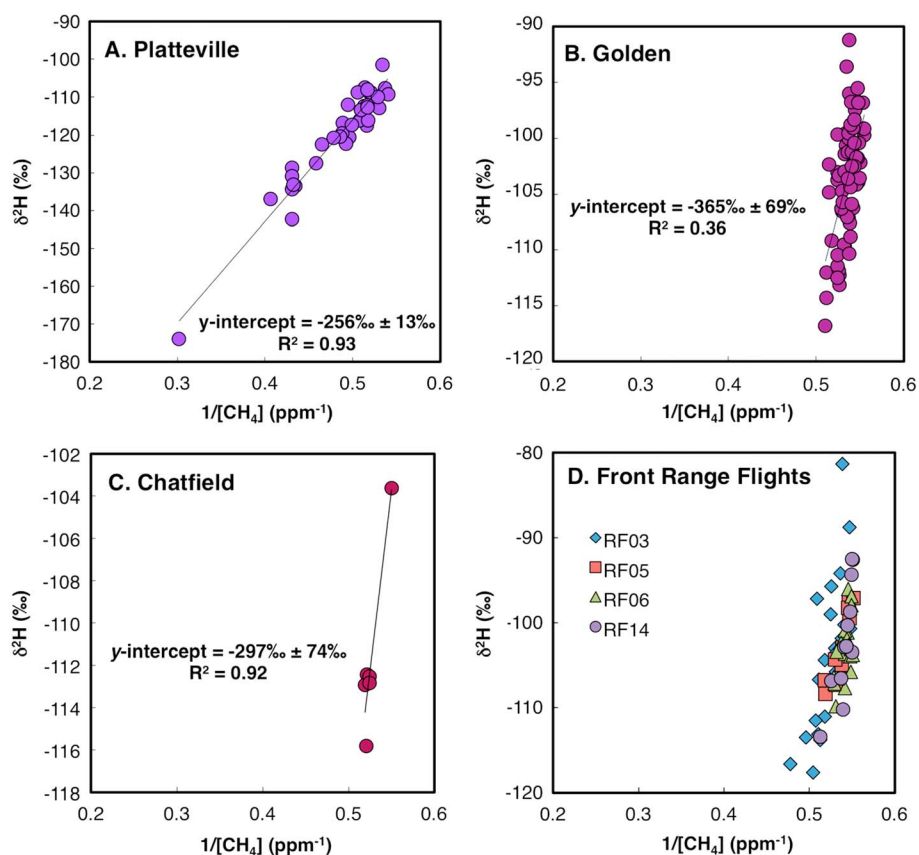 A. Platteville
-90
-100
-110
-120
-130
-140
-150
-160
-170
-180
δ²H (‰)
y-intercept = -256‰ ± 13‰
R² = 0.93
0.2 0.3 0.4 0.5 0.6
1/[CH₄] (ppm⁻¹)
B. Golden
-90
-95
-100
-105
-110
-115
-120
δ²H (‰)
y-intercept = -365‰ ± 69‰
R² = 0.36
0.2 0.3 0.4 0.5 0.6
1/[CH₄] (ppm⁻¹)
C. Chatfield
-102
-104
-106
-108
-110
-112
-114
-116
-118
δ²H (‰)
y-intercept = -297‰ ± 74‰
R² = 0.92
0.2 0.3 0.4 0.5 0.6
1/[CH₄] (ppm⁻¹)
D. Front Range Flights
-80
-90
-100
-110
-120
δ²H (‰)
RF03
RF05
RF06
RF14
0.2 0.3 0.4 0.5 0.6
1/[CH₄] (ppm⁻¹)